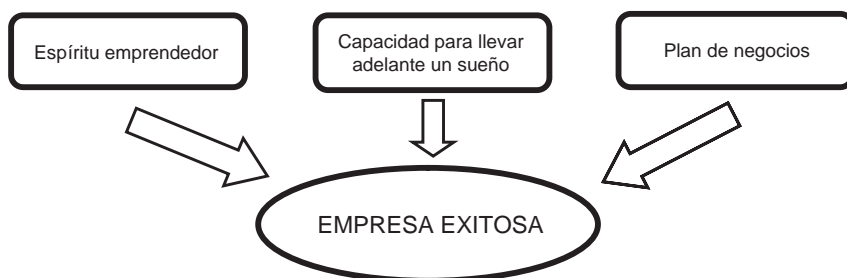 Espíritu emprendedor
Capacidad para llevar
adelante un sueño
Plan de negocios
EMPRESA EXITOSA